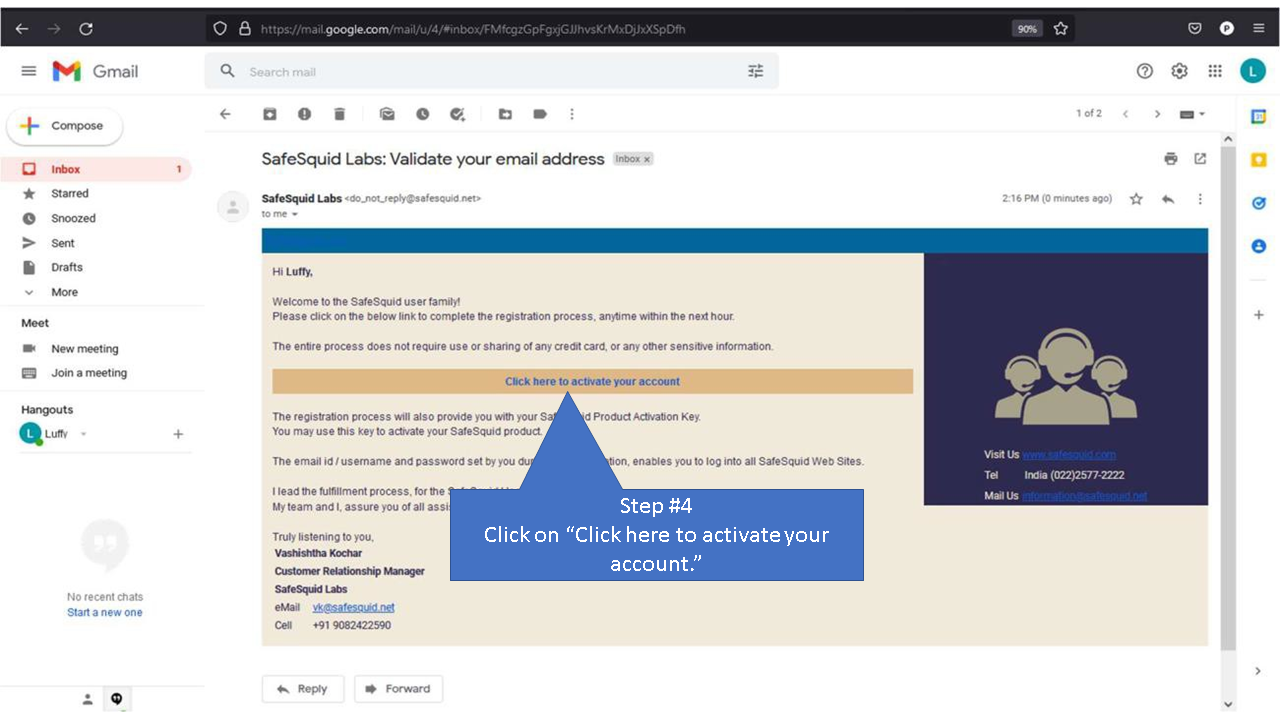 https://mail.google.com/mail/u/4/#inbox/FMfcgzGpFgxjGJJhvsKrMxDjJxXSpDfh
90%
P
Gmail
Search mail
L
Compose
1 of 2
Inbox 1
Starred
Snoozed
Sent
Drafts
More
Meet
New meeting
Join a meeting
Hangouts
L Luffy
No recent chats
Start a new one
SafeSquid Labs: Validate your email address Inbox x
SafeSquid Labs <do_not_reply@safesquid.net> 2:16 PM (0 minutes ago)
to me
Hi Luffy,
Welcome to the SafeSquid user family!
Please click on the below link to complete the registration process, anytime within the next hour.
The entire process does not require use or sharing of any credit card, or any other sensitive information.
Click here to activate your account
The registration process will also provide you with your Saf id Product Activation Key.
You may use this key to activate your SafeSquid product.
The email id / username and password set by you du tion, enables you to log into all SafeSquid Web Sites.
I lead the fulfillment process, for the
My team and I, assure you of all assi
Step #4
Click on “Click here to activate your
account.”
Truly listening to you,
Vashishtha Kochar
Customer Relationship Manager
SafeSquid Labs
eMail vk@safesquid.net
Cell +91 9082422590
Visit Us www.safesquid.com
Tel India (022)2577-2222
Mail Us information@safesquid.net
Reply
Forward
31